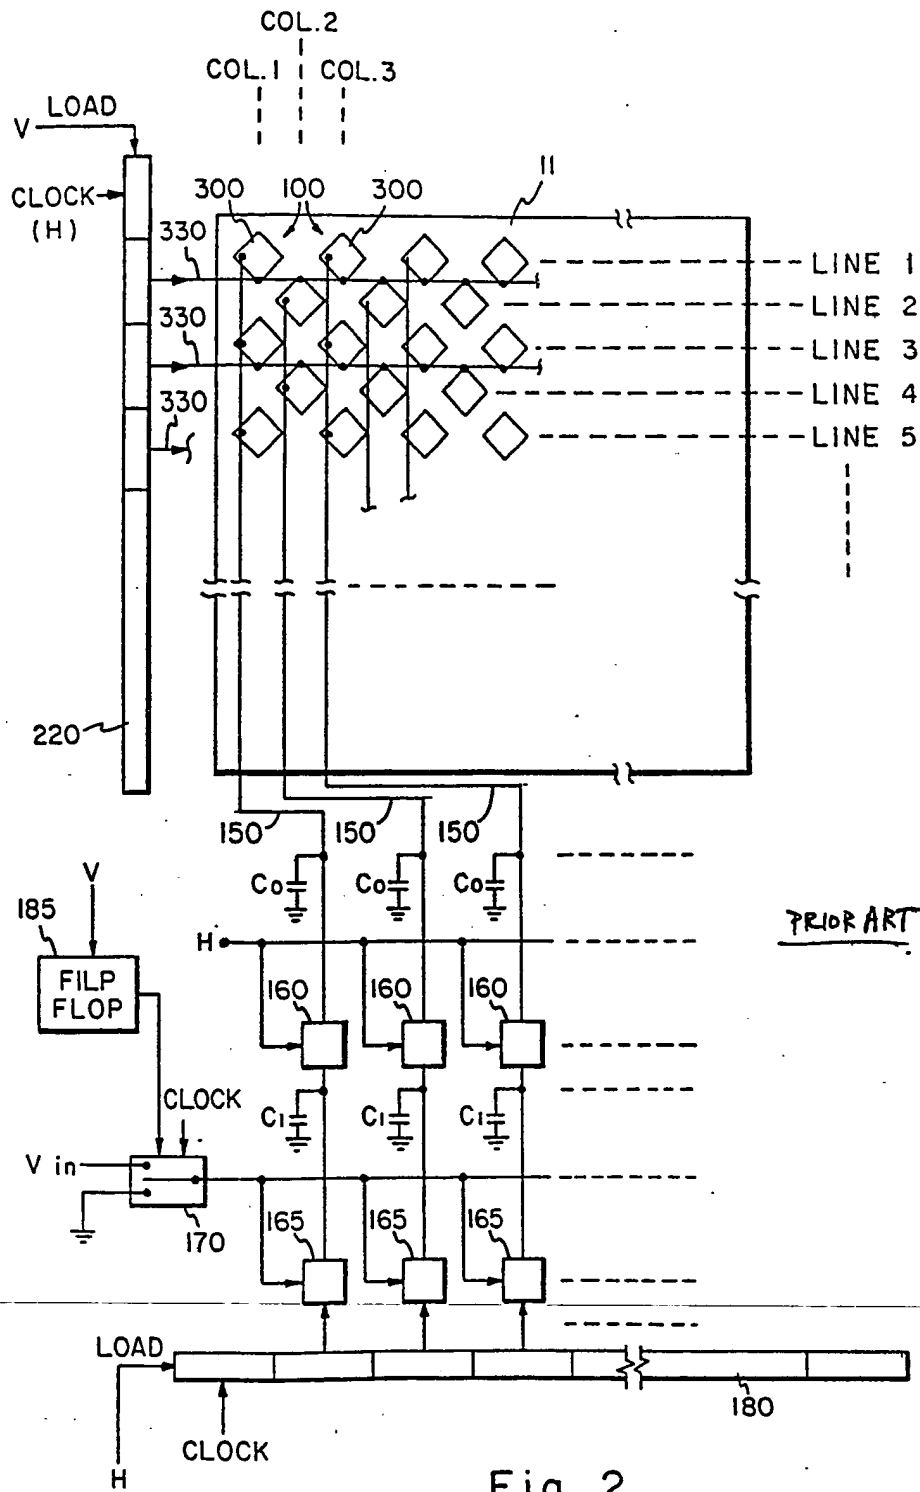 COL.2
COL.1 COL.3
LOAD
V
CLOCK
(H)
300 100 300 11
330
LINE 1
LINE 2
330
LINE 3
LINE 4
330
LINE 5
220
150 150 150
Co Co Co
V
185
PRIOR ART
H
FILP
FLOP
160 160 160
CLOCK
C1 C1 C1
V in
170
165 165 165
LOAD
180
CLOCK
H
Fig. 2